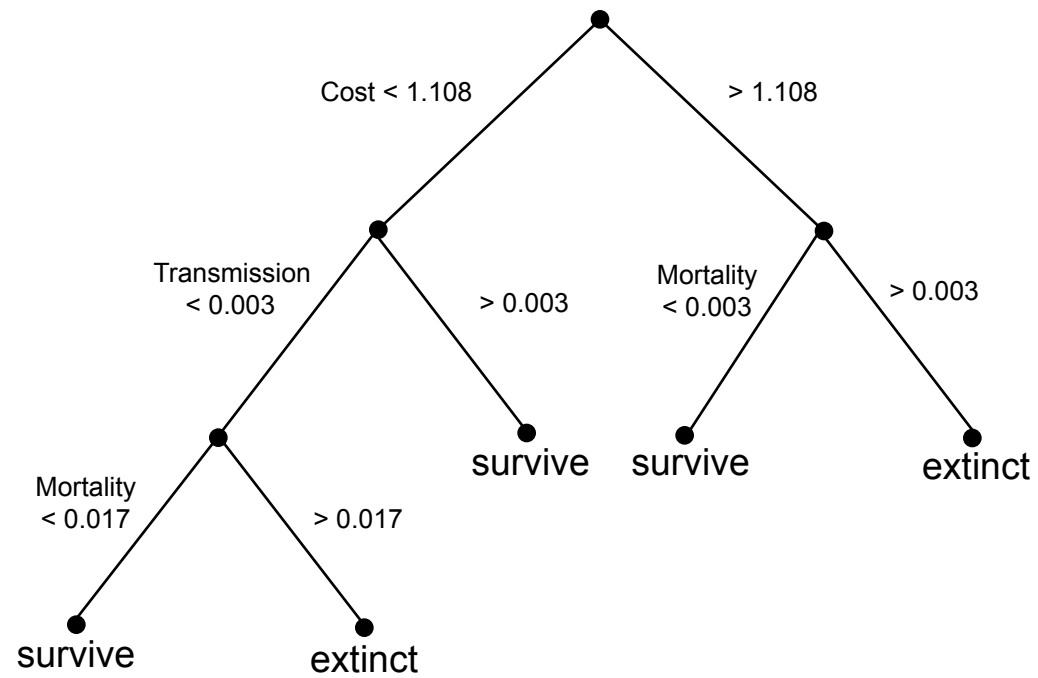 Cost < 1.108
> 1.108
Transmission
< 0.003
> 0.003
Mortality
< 0.003
> 0.003
survive
survive
extinct
Mortality
< 0.017
> 0.017
survive
extinct